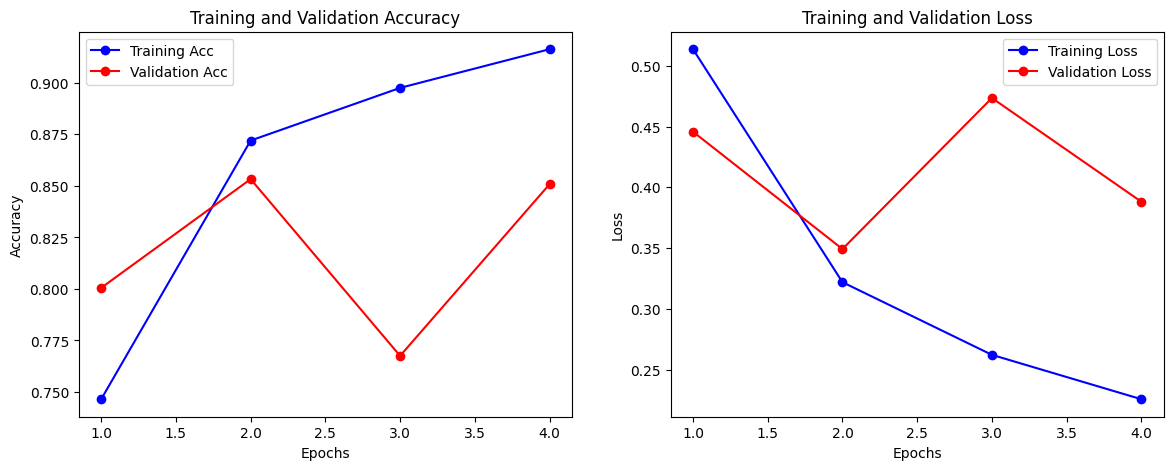 Training and Validation Accuracy
Training Acc
Validation Acc
0.900
0.875
0.850
0.825
0.800
0.775
0.750
Accuracy
1.0 1.5 2.0 2.5 3.0 3.5 4.0
Epochs
Training and Validation Loss
Training Loss
Validation Loss
0.50
0.45
0.40
0.35
0.30
0.25
Loss
1.0 1.5 2.0 2.5 3.0 3.5 4.0
Epochs